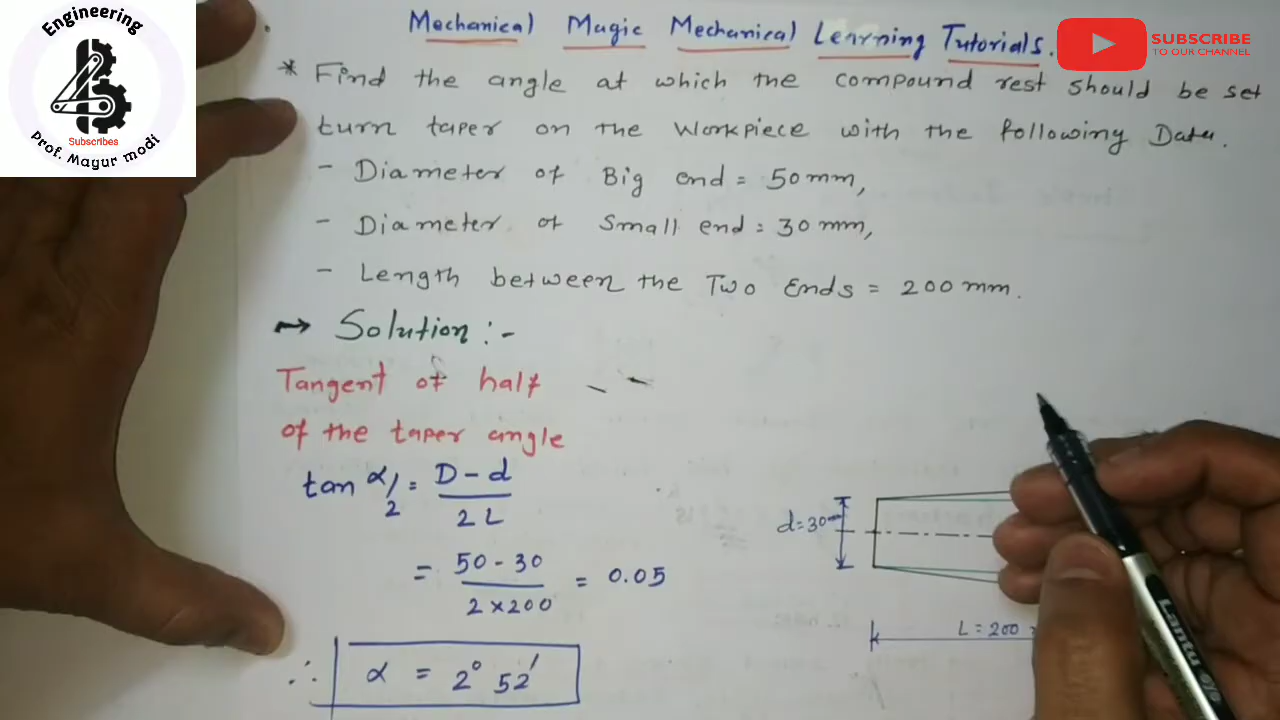 Engineering
Subscribes
Prof. Mayur modi
Mechanical Magic Mechanical Learning Tutorials.
SUBSCRIBE
TO OUR CHANNEL
* Find the angle at which the compound rest should be set
turn taper on the Workpiece with the following Data.
- Diameter of Big end = 50 mm,
- Diameter of Small end = 30 mm,
- Length between the Two Ends = 200 mm.
→ Solution :-
Tangent of half
of the taper angle
tan α/2 = D - d / 2 L
= 50 - 30 / 2 × 200 = 0.05
∴ α = 2° 52'
d = 30mm
L = 200
Lantu